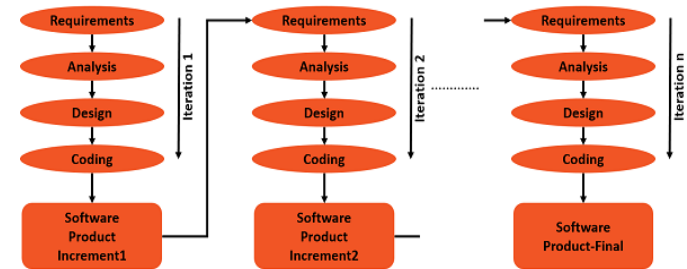 Requirements
Analysis
Design
Coding
Software
Product
Increment1
Iteration 1
Requirements
Analysis
Design
Coding
Software
Product
Increment2
Iteration 2
Requirements
Analysis
Design
Coding
Software
Product-Final
Iteration n